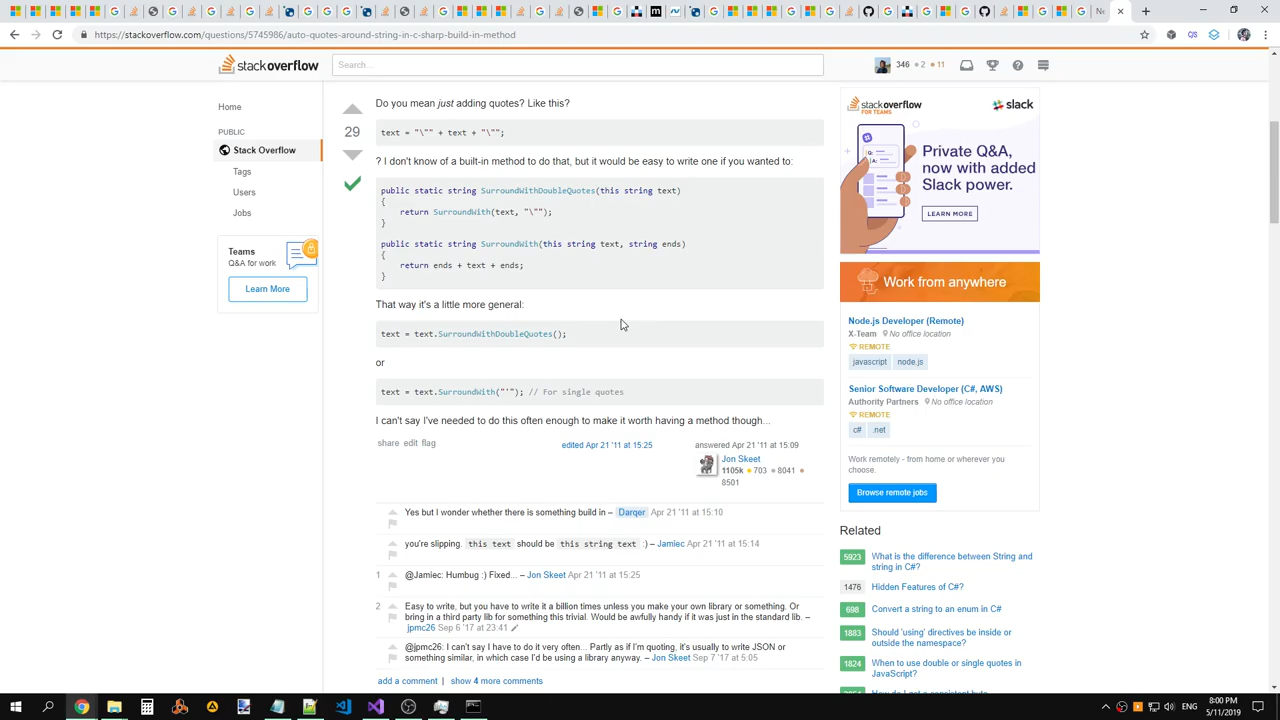 Ne
https://stackoverflow.com/questions/5745986/auto-quotes-around-string-in-c-sharp-build-in-method
stackoverflow
Search...
346 2 11
Home
PUBLIC
Stack Overflow
Tags
Users
Jobs
Teams
Q&A for work
Learn More
29
Do you mean just adding quotes? Like this?
text = "\"" + text + "\"";
? I don't know of a built-in method to do that, but it would be easy to write one if you wanted to:
public static string SurroundWithDoubleQuotes(this string text)
{
return SurroundWith(text, "\"");
}
public static string SurroundWith(this string text, string ends)
{
return ends + text + ends;
}
That way it's a little more general:
text = text.SurroundWithDoubleQuotes();
or
text = text.SurroundWith("'"); // For single quotes
I can't say I've needed to do this often enough to make it worth having a method though...
share edit flag
edited Apr 21 '11 at 15:25
answered Apr 21 '11 at 15:09
Jon Skeet
1105k 703 8041
8501
Yes but I wonder whether there is something build in – Darqer Apr 21 '11 at 15:10
you're slipping. this text should be this string text :) – Jamiec Apr 21 '11 at 15:14
1 @Jamiec: Humbug :) Fixed... – Jon Skeet Apr 21 '11 at 15:25
2 Easy to write, but you have to write it a billion times unless you make your own library or something. Or
bring in a third party lib for something this trivial. Would be awfully handy if it was just in the standard lib. –
jpmc26 Sep 6 '17 at 23:41
@jpmc26: I can't say I have to do it very often... Partly as if I'm quoting, it's usually to write JSON or
something similar, in which case I'd be using a library anyway. – Jon Skeet Sep 7 '17 at 5:05
add a comment | show 4 more comments
stackoverflow
FOR TEAMS
slack
Private Q&A,
now with added
Slack power.
LEARN MORE
Work from anywhere
Node.js Developer (Remote)
X-Team No office location
REMOTE
javascript node.js
Senior Software Developer (C#, AWS)
Authority Partners No office location
REMOTE
c# .net
Work remotely - from home or wherever you
choose.
Browse remote jobs
Related
5923 What is the difference between String and
string in C#?
1476 Hidden Features of C#?
698 Convert a string to an enum in C#
1883 Should 'using' directives be inside or
outside the namespace?
1824 When to use double or single quotes in
JavaScript?
ENG
8:00 PM
5/11/2019